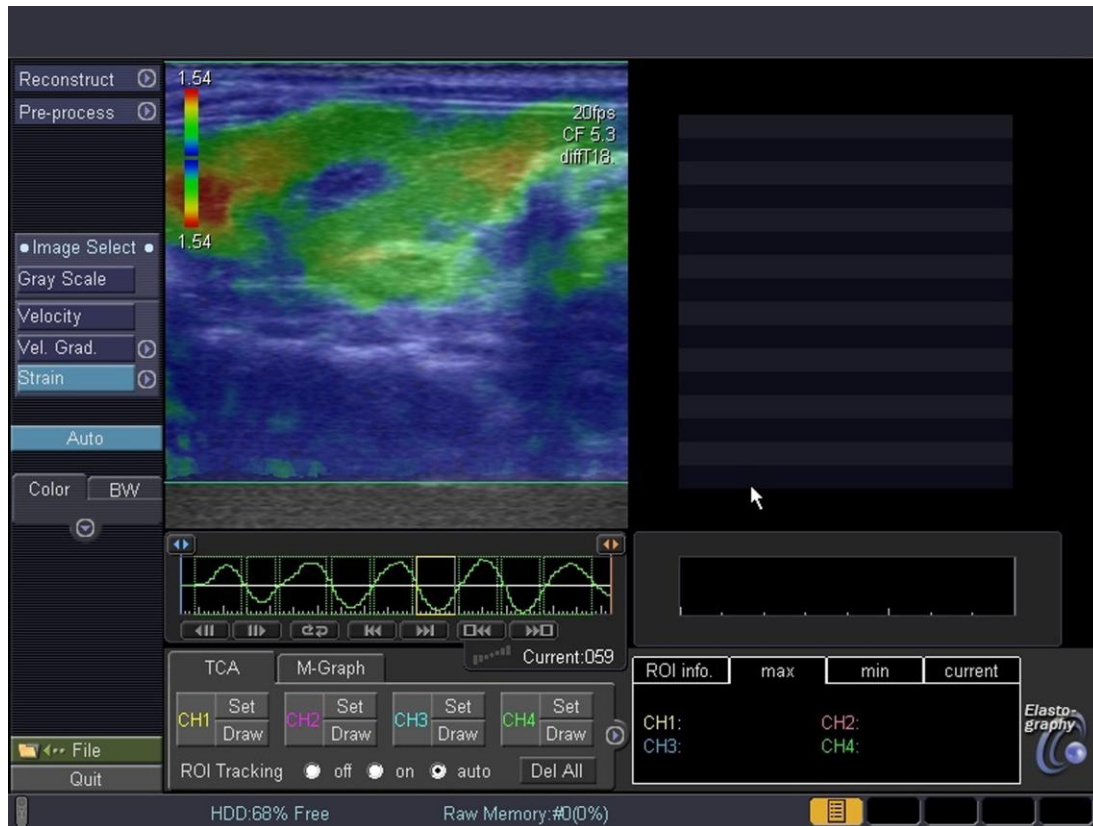 Reconstruct
Pre-process
Image Select
Gray Scale
Velocity
Vel. Grad.
Strain
Auto
Color BW
1.54
1.54
20fps
CF 5.3
diffT18.
Current:059
TCA M-Graph
CH1 Set Draw CH2 Set Draw CH3 Set Draw CH4 Set Draw
ROI Tracking off on auto Del All
ROI info. max min current
CH1: CH2:
CH3: CH4:
Elasto-
graphy
File
Quit
HDD:68% Free Raw Memory:#0(0%)